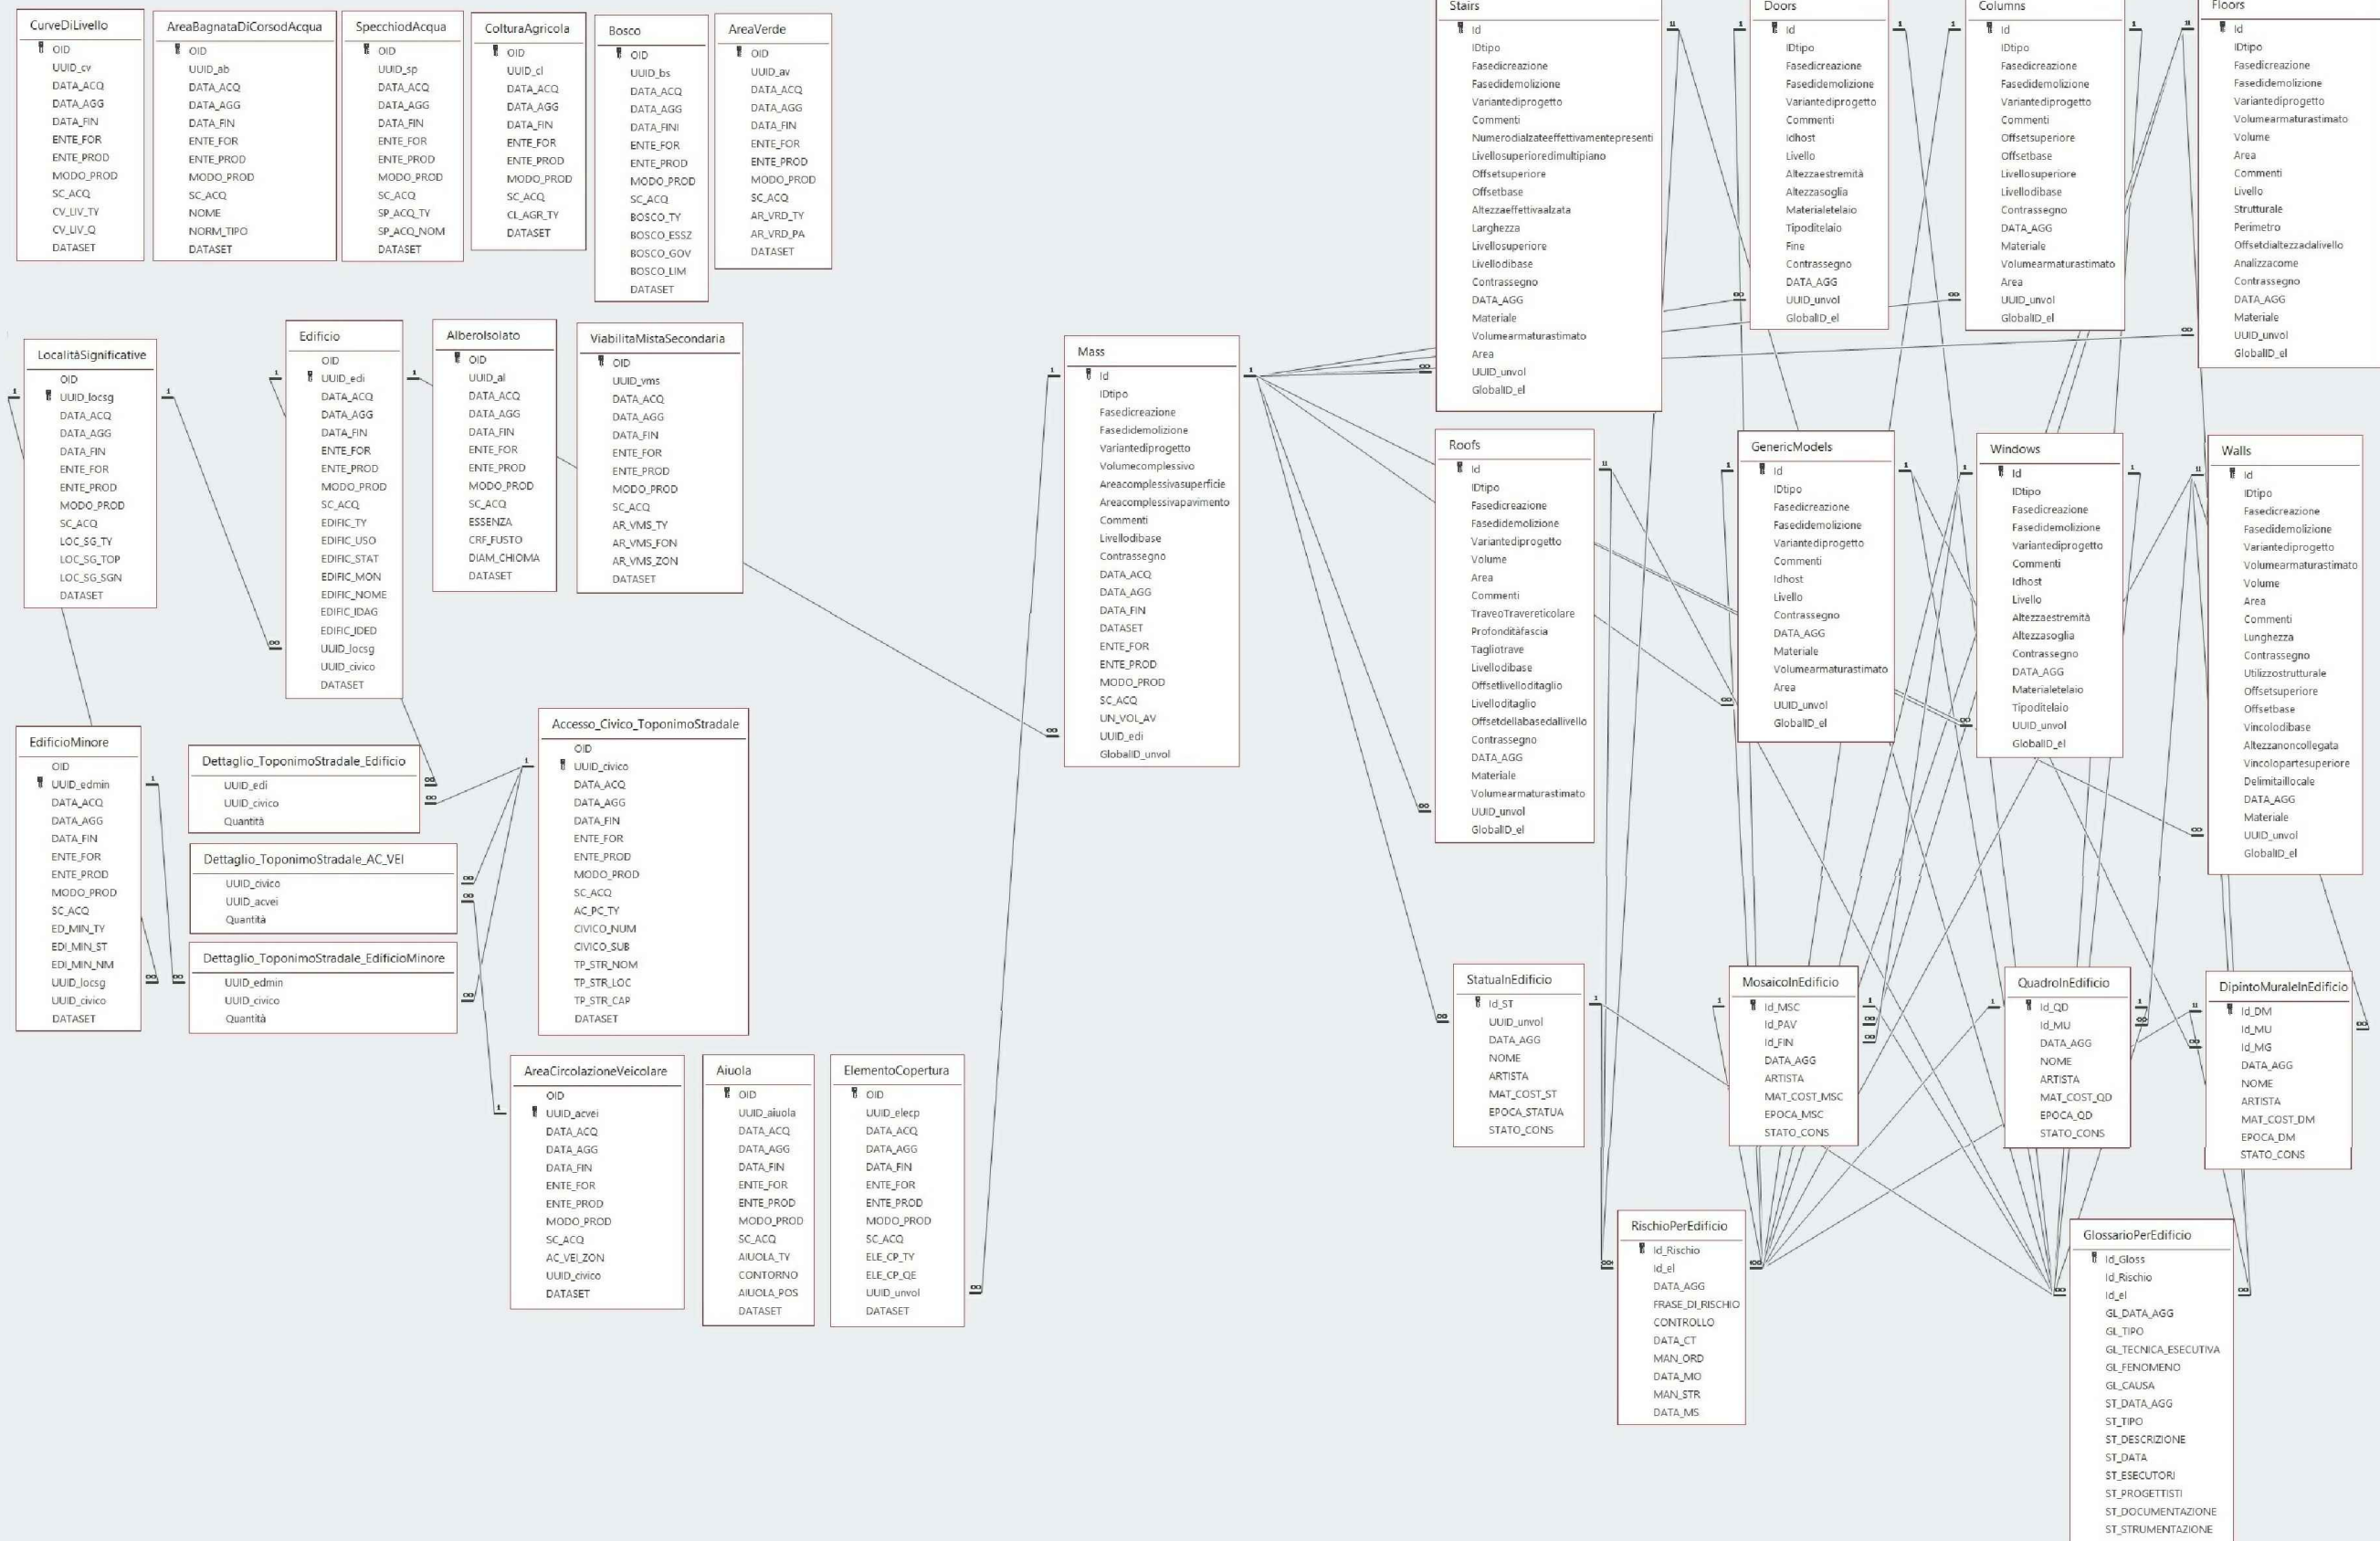 CurveDiLivello
OID
UUID_cv
DATA_ACQ
DATA_AGG
DATA_FIN
ENTE_FOR
ENTE_PROD
MODO_PROD
SC_ACQ
CV_LIV_TY
CV_LIV_Q
DATASET
AreaBagnataDiCorsodAcqua
OID
UUID_ab
DATA_ACQ
DATA_AGG
DATA_FIN
ENTE_FOR
ENTE_PROD
MODO_PROD
SC_ACQ
NOME
NORM_TIPO
DATASET
SpecchiodAcqua
OID
UUID_sp
DATA_ACQ
DATA_AGG
DATA_FIN
ENTE_FOR
ENTE_PROD
MODO_PROD
SC_ACQ
SP_ACQ_TY
SP_ACQ_NOM
DATASET
ColturaAgricola
OID
UUID_cl
DATA_ACQ
DATA_AGG
DATA_FIN
ENTE_FOR
ENTE_PROD
MODO_PROD
SC_ACQ
CL_AGR_TY
DATASET
Bosco
OID
UUID_bs
DATA_ACQ
DATA_AGG
DATA_FINI
ENTE_FOR
ENTE_PROD
MODO_PROD
SC_ACQ
BOSCO_TY
BOSCO_ESSZ
BOSCO_GOV
BOSCO_LIM
DATASET
AreaVerde
OID
UUID_av
DATA_ACQ
DATA_AGG
DATA_FIN
ENTE_FOR
ENTE_PROD
MODO_PROD
SC_ACQ
AR_VRD_TY
AR_VRD_PA
DATASET
Stairs
Id
IDtipo
Fasedicreazione
Fasedidemolizione
Variantediprogetto
Commenti
Numerodialzateeffettivamentepresenti
Livellosuperioredimultipiano
Offsetsuperiore
Offsetbase
Altezzaeffettivaalzata
Larghezza
Livellosuperiore
Livellodibase
Contrassegno
DATA_AGG
Materiale
Volumearmaturastimato
Area
UUID_unvol
GlobalID_el
Doors
Id
IDtipo
Fasedicreazione
Fasedidemolizione
Variantediprogetto
Commenti
Idhost
Livello
Altezzaestremità
Altezzasoglia
Materialetelaio
Tipoditelaio
Fine
Contrassegno
DATA_AGG
UUID_unvol
GlobalID_el
Columns
Id
IDtipo
Fasedicreazione
Fasedidemolizione
Variantediprogetto
Commenti
Offsetsuperiore
Offsetbase
Livellosuperiore
Livellodibase
Contrassegno
DATA_AGG
Materiale
Volumearmaturastimato
Area
UUID_unvol
GlobalID_el
Floors
Id
IDtipo
Fasedicreazione
Fasedidemolizione
Variantediprogetto
Volumearmaturastimato
Volume
Area
Commenti
Livello
Strutturale
Perimetro
Offsetdialtezzadalivello
Analizzacome
Contrassegno
DATA_AGG
Materiale
UUID_unvol
GlobalID_el
LocalitàSignificative
OID
UUID_locsg
DATA_ACQ
DATA_AGG
DATA_FIN
ENTE_FOR
ENTE_PROD
MODO_PROD
SC_ACQ
LOC_SG_TY
LOC_SG_TOP
LOC_SG_SGN
DATASET
Edificio
OID
UUID_edi
DATA_ACQ
DATA_AGG
DATA_FIN
ENTE_FOR
ENTE_PROD
MODO_PROD
SC_ACQ
EDIFIC_TY
EDIFIC_USO
EDIFIC_STAT
EDIFIC_MON
EDIFIC_NOME
EDIFIC_IDAG
EDIFIC_IDED
UUID_locsg
UUID_civico
DATASET
AlberoIsolato
OID
UUID_al
DATA_ACQ
DATA_AGG
DATA_FIN
ENTE_FOR
ENTE_PROD
MODO_PROD
SC_ACQ
ESSENZA
CRF_FUSTO
DIAM_CHIOMA
DATASET
ViabilitaMistaSecondaria
OID
UUID_vms
DATA_ACQ
DATA_AGG
DATA_FIN
ENTE_FOR
ENTE_PROD
MODO_PROD
SC_ACQ
AR_VMS_TY
AR_VMS_FON
AR_VMS_ZON
DATASET
Mass
Id
IDtipo
Fasedicreazione
Fasedidemolizione
Variantediprogetto
Volumecomplessivo
Areacomplessivasuperficie
Areacomplessivapavimento
Commenti
Livellodibase
Contrassegno
DATA_ACQ
DATA_AGG
DATA_FIN
DATASET
ENTE_FOR
ENTE_PROD
MODO_PROD
SC_ACQ
UN_VOL_AV
UUID_edi
GlobalID_unvol
Roofs
Id
IDtipo
Fasedicreazione
Fasedidemolizione
Variantediprogetto
Volume
Area
Commenti
TraveoTravereticolare
Profonditàfascia
Tagliotrave
Livellodibase
Offsetlivelloditaglio
Livelloditaglio
Offsetdellabasedallivello
Contrassegno
DATA_AGG
Materiale
Volumearmaturastimato
UUID_unvol
GlobalID_el
GenericModels
Id
IDtipo
Fasedicreazione
Fasedidemolizione
Variantediprogetto
Commenti
Idhost
Livello
Contrassegno
DATA_AGG
Materiale
Volumearmaturastimato
Area
UUID_unvol
GlobalID_el
Windows
Id
IDtipo
Fasedicreazione
Fasedidemolizione
Variantediprogetto
Commenti
Idhost
Livello
Altezzaestremità
Altezzasoglia
Contrassegno
DATA_AGG
Materialetelaio
Tipoditelaio
UUID_unvol
GlobalID_el
Walls
Id
IDtipo
Fasedicreazione
Fasedidemolizione
Variantediprogetto
Volumearmaturastimato
Volume
Area
Commenti
Lunghezza
Contrassegno
Utilizzostrutturale
Offsetsuperiore
Offsetbase
Vincolodibase
Altezzanoncollegata
Vincolopartesuperiore
Delimitaillocale
DATA_AGG
Materiale
UUID_unvol
GlobalID_el
EdificioMinore
OID
UUID_edmin
DATA_ACQ
DATA_AGG
DATA_FIN
ENTE_FOR
ENTE_PROD
MODO_PROD
SC_ACQ
ED_MIN_TY
EDI_MIN_ST
EDI_MIN_NM
UUID_locsg
UUID_civico
DATASET
Dettaglio_ToponimoStradale_Edificio
UUID_edi
UUID_civico
Quantità
Dettaglio_ToponimoStradale_AC_VEI
UUID_civico
UUID_acvei
Quantità
Dettaglio_ToponimoStradale_EdificioMinore
UUID_edmin
UUID_civico
Quantità
Accesso_Civico_ToponimoStradale
OID
UUID_civico
DATA_ACQ
DATA_AGG
DATA_FIN
ENTE_FOR
ENTE_PROD
MODO_PROD
SC_ACQ
AC_PC_TY
CIVICO_NUM
CIVICO_SUB
TP_STR_NOM
TP_STR_LOC
TP_STR_CAP
DATASET
AreaCircolazioneVeicolare
OID
UUID_acvei
DATA_ACQ
DATA_AGG
DATA_FIN
ENTE_FOR
ENTE_PROD
MODO_PROD
SC_ACQ
AC_VEI_ZON
UUID_civico
DATASET
Aiuola
OID
UUID_aiuola
DATA_ACQ
DATA_AGG
DATA_FIN
ENTE_FOR
ENTE_PROD
MODO_PROD
SC_ACQ
AIUOLA_TY
CONTORNO
AIUOLA_POS
DATASET
ElementoCopertura
OID
UUID_elecp
DATA_ACQ
DATA_AGG
DATA_FIN
ENTE_FOR
ENTE_PROD
MODO_PROD
SC_ACQ
ELE_CP_TY
ELE_CP_QE
UUID_unvol
DATASET
StatuaInEdificio
Id_ST
UUID_unvol
DATA_AGG
NOME
ARTISTA
MAT_COST_ST
EPOCA_STATUA
STATO_CONS
MosaicoInEdificio
Id_MSC
Id_PAV
Id_FIN
DATA_AGG
ARTISTA
MAT_COST_MSC
EPOCA_MSC
STATO_CONS
QuadroInEdificio
Id_QD
Id_MU
DATA_AGG
NOME
ARTISTA
MAT_COST_QD
EPOCA_QD
STATO_CONS
DipintoMuraleInEdificio
Id_DM
Id_MU
Id_MG
DATA_AGG
NOME
ARTISTA
MAT_COST_DM
EPOCA_DM
STATO_CONS
RischioPerEdificio
Id_Rischio
Id_el
DATA_AGG
FRASE_DI_RISCHIO
CONTROLLO
DATA_CT
MAN_ORD
DATA_MO
MAN_STR
DATA_MS
GlossarioPerEdificio
Id_Gloss
Id_Rischio
Id_el
GL_DATA_AGG
GL_TIPO
GL_TECNICA_ESECUTIVA
GL_FENOMENO
GL_CAUSA
ST_DATA_AGG
ST_TIPO
ST_DESCRIZIONE
ST_DATA
ST_ESECUTORI
ST_PROGETTISTI
ST_DOCUMENTAZIONE
ST_STRUMENTAZIONE